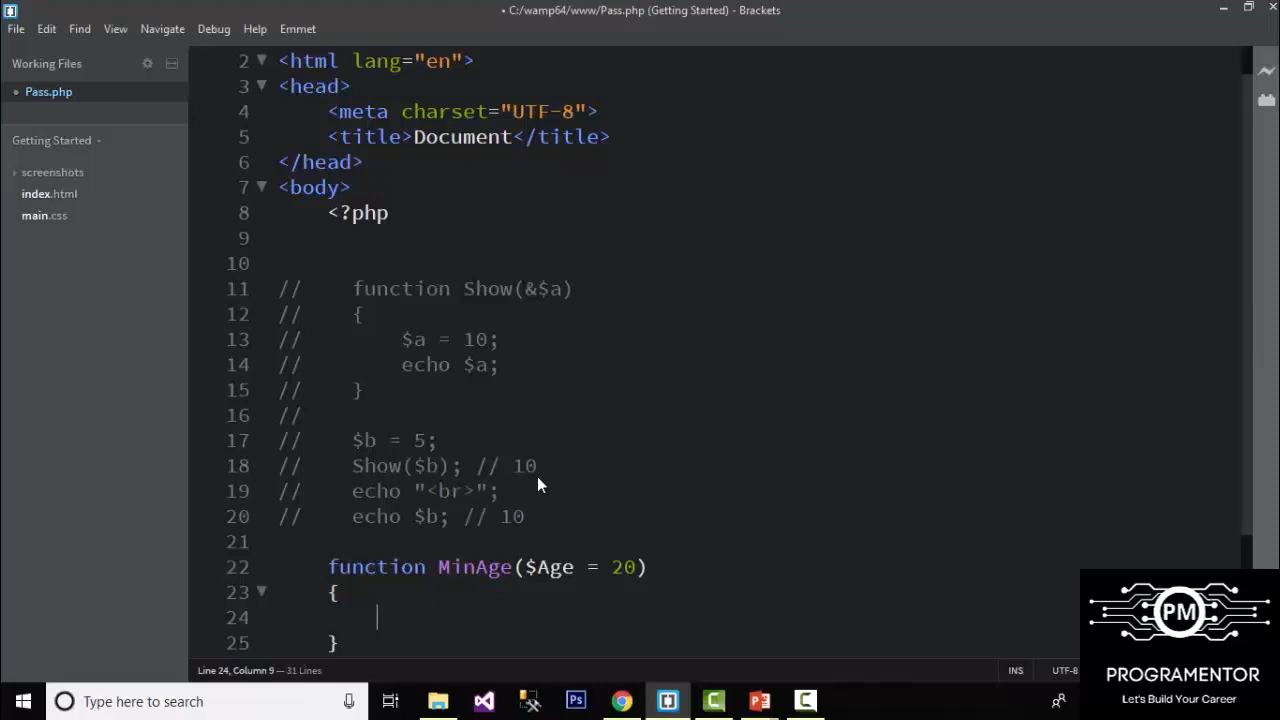 • C:/wamp64/www/Pass.php (Getting Started) - Brackets
File Edit Find View Navigate Debug Help Emmet
Working Files
• Pass.php
Getting Started
screenshots
index.html
main.css
2 <html lang="en">
3 <head>
4 <meta charset="UTF-8">
5 <title>Document</title>
6 </head>
7 <body>
8 <?php
9
10
11 // function Show(&$a)
12 // {
13 // $a = 10;
14 // echo $a;
15 // }
16 //
17 // $b = 5;
18 // Show($b); // 10
19 // echo "<br>";
20 // echo $b; // 10
21
22 function MinAge($Age = 20)
23 {
24
25 }
Line 24, Column 9 — 31 Lines
INS UTF-8
PM
PROGRAMENTOR
Let's Build Your Career
Type here to search
Ps